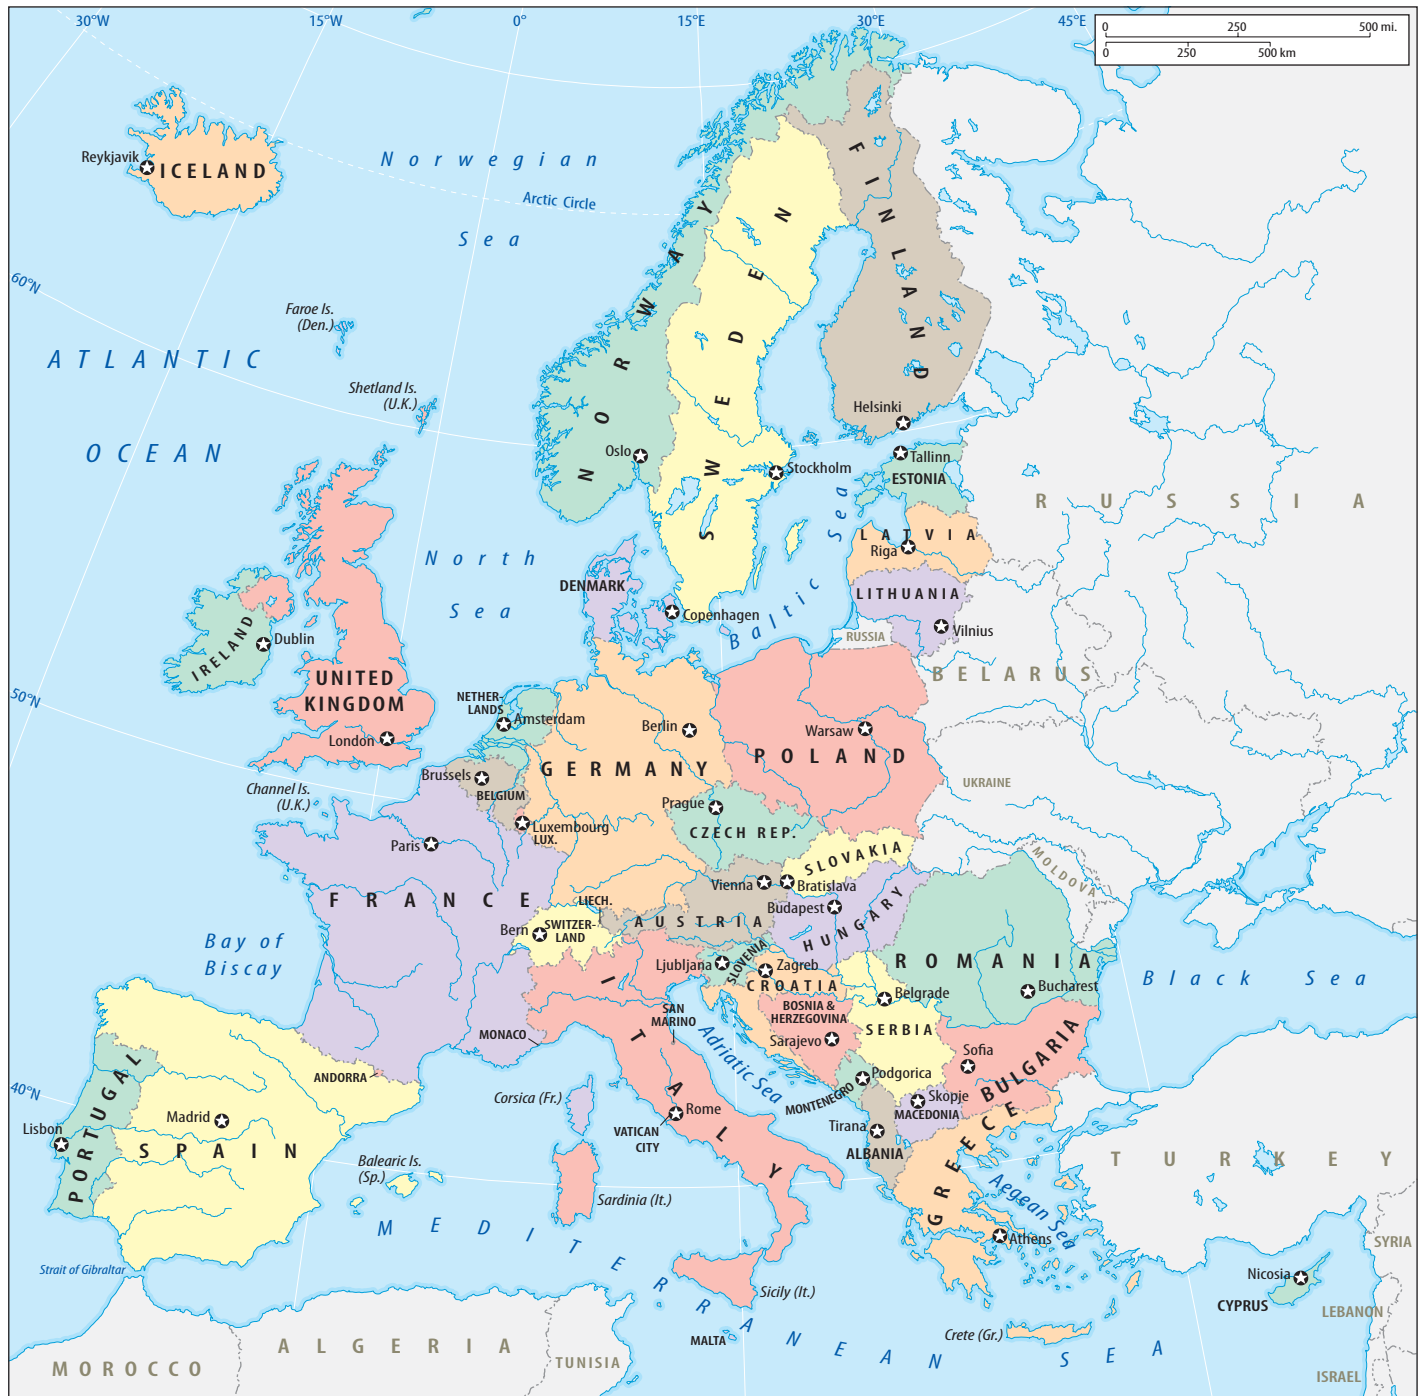 30°W
15°W
0°
15°E
30°E
45°E
0 250 500 mi.
0 250 500 km
Reykjavik
ICELAND
Norwegian
Sea
Arctic Circle
60°N
Faroe Is.
(Den.)
ATLANTIC
OCEAN
Shetland Is.
(U.K.)
NORWAY
SWEDEN
FINLAND
Helsinki
Oslo
Stockholm
Tallinn
ESTONIA
RUSSIA
North
Sea
Baltic Sea
LATVIA
Riga
DENMARK
Copenhagen
LITHUANIA
Vilnius
RUSSIA
BELARUS
IRELAND
Dublin
UNITED
KINGDOM
London
50°N
NETHER-
LANDS
Amsterdam
Berlin
GERMANY
Warsaw
POLAND
Brussels
BELGIUM
Channel Is.
(U.K.)
UKRAINE
Prague
CZECH REP.
Luxembourg
LUX.
Paris
FRANCE
SLOVAKIA
MOLDOVA
Vienna
Bratislava
LIECH.
AUSTRIA
Budapest
HUNGARY
Bern
SWITZER-
LAND
Bay of
Biscay
Ljubljana
SLOVENIA
Zagreb
CROATIA
ROMANIA
Bucharest
Black Sea
Belgrade
BOSNIA &
HERZEGOVINA
Sarajevo
SERBIA
SAN
MARINO
MONACO
ITALY
Adriatic Sea
Sofia
BULGARIA
ANDORRA
Podgorica
MONTENEGRO
Skopje
MACEDONIA
40°N
Corsica (Fr.)
Rome
VATICAN
CITY
Tirana
ALBANIA
GREECE
PORTUGAL
Lisbon
Madrid
SPAIN
Balearic Is.
(Sp.)
Sardinia (It.)
TURKEY
Aegean Sea
Athens
MEDITERRANEAN SEA
Strait of Gibraltar
Sicily (It.)
MALTA
Crete (Gr.)
Nicosia
CYPRUS
SYRIA
LEBANON
ISRAEL
MOROCCO
ALGERIA
TUNISIA